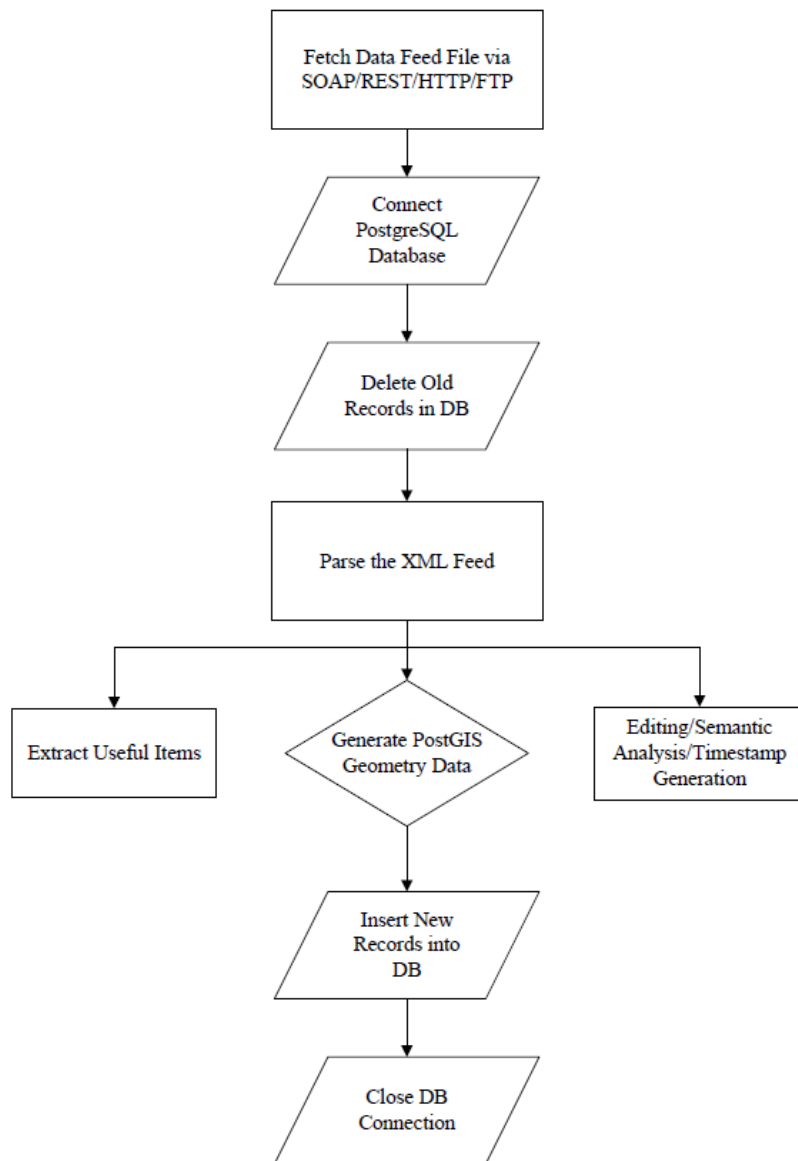 Fetch Data Feed File via
SOAP/REST/HTTP/FTP
Connect
PostgreSQL
Database
Delete Old
Records in DB
Parse the XML Feed
Extract Useful Items
Generate PostGIS
Geometry Data
Editing/Semantic
Analysis/Timestamp
Generation
Insert New
Records into
DB
Close DB
Connection